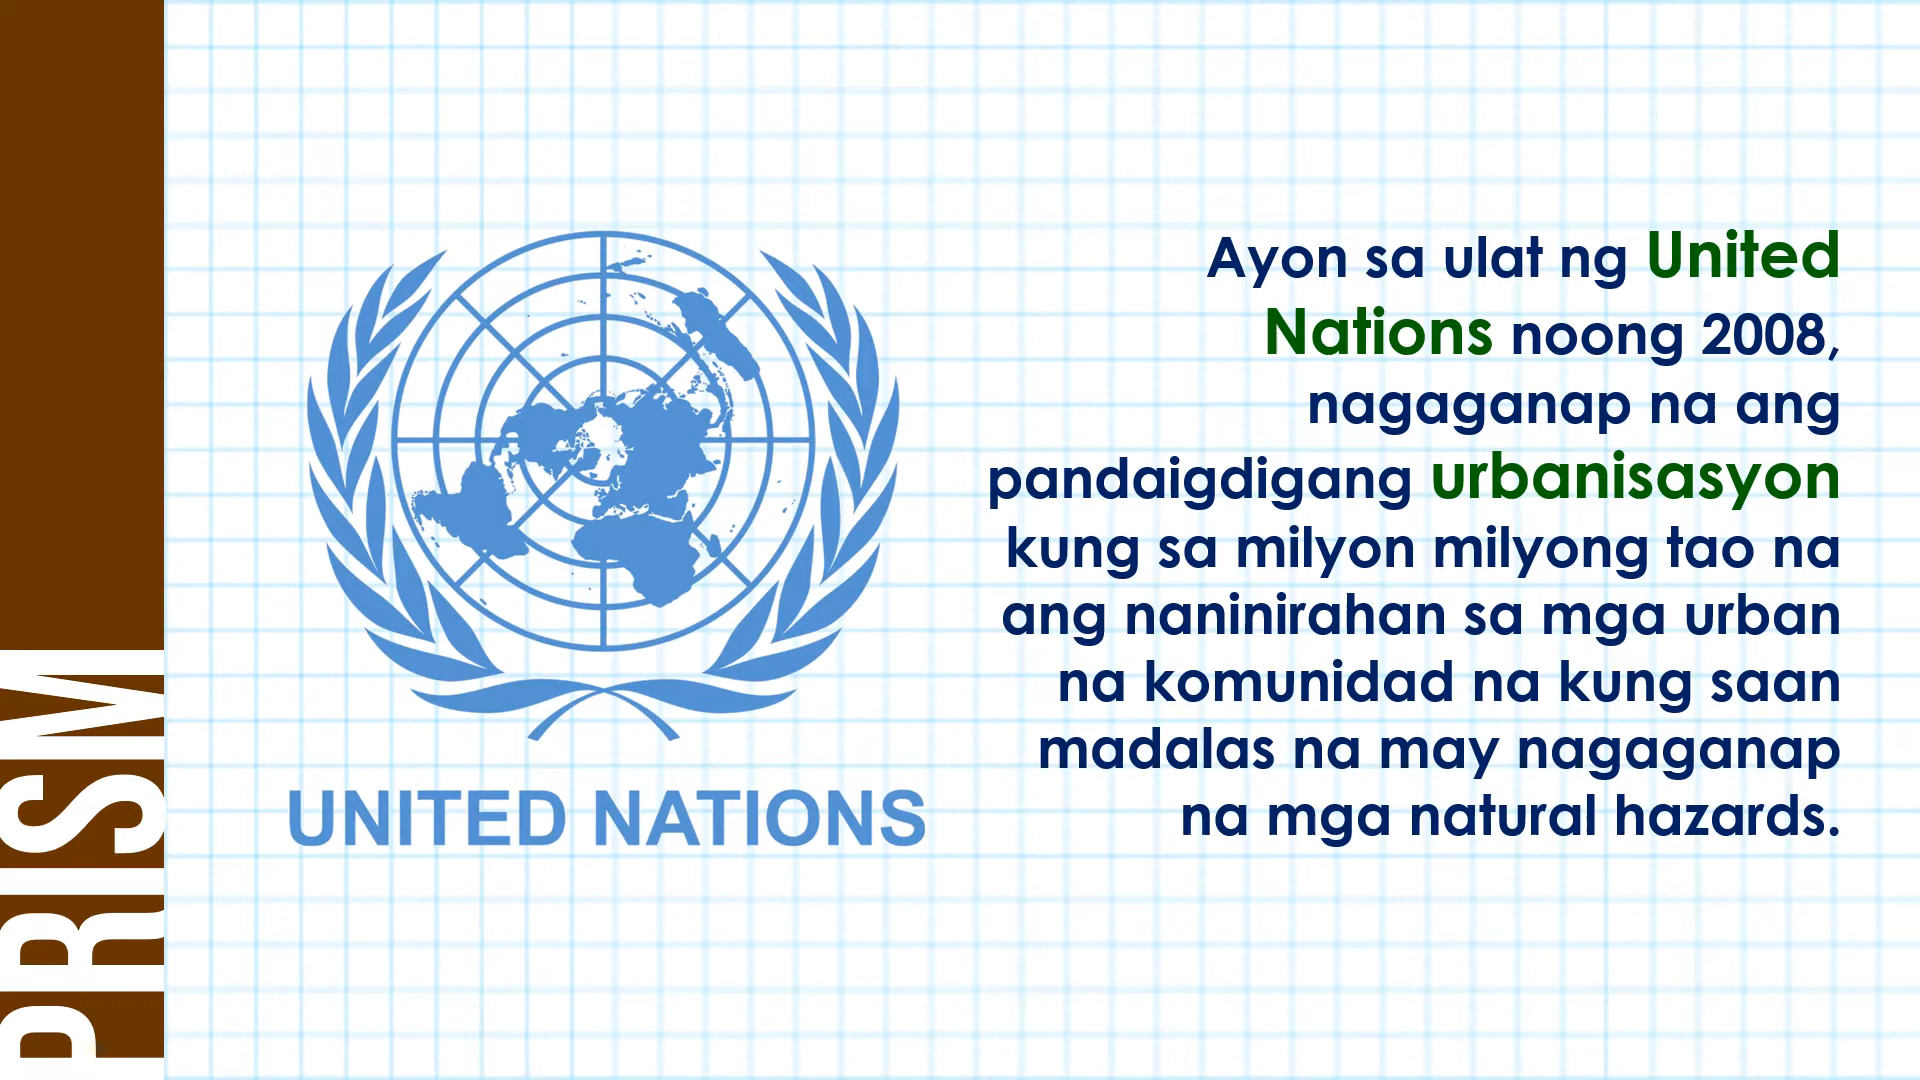 PRISM
UNITED NATIONS
Ayon sa ulat ng United
Nations noong 2008,
nagaganap na ang
pandaigdigang urbanisasyon
kung sa milyon milyong tao na
ang naninirahan sa mga urban
na komunidad na kung saan
madalas na may nagaganap
na mga natural hazards.